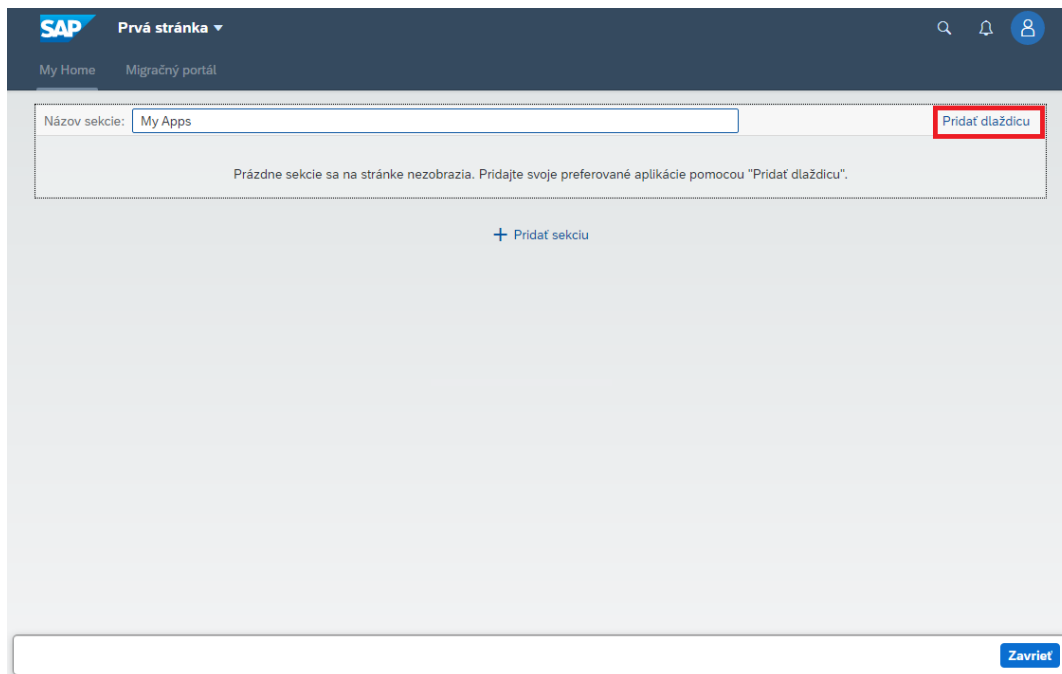 SAP Prvá stránka
My Home Migračný portál
Názov sekcie: My Apps Pridať dlaždicu
Prázdne sekcie sa na stránke nezobrazia. Pridajte svoje preferované aplikácie pomocou "Pridať dlaždicu".
+ Pridať sekciu
Zavrieť